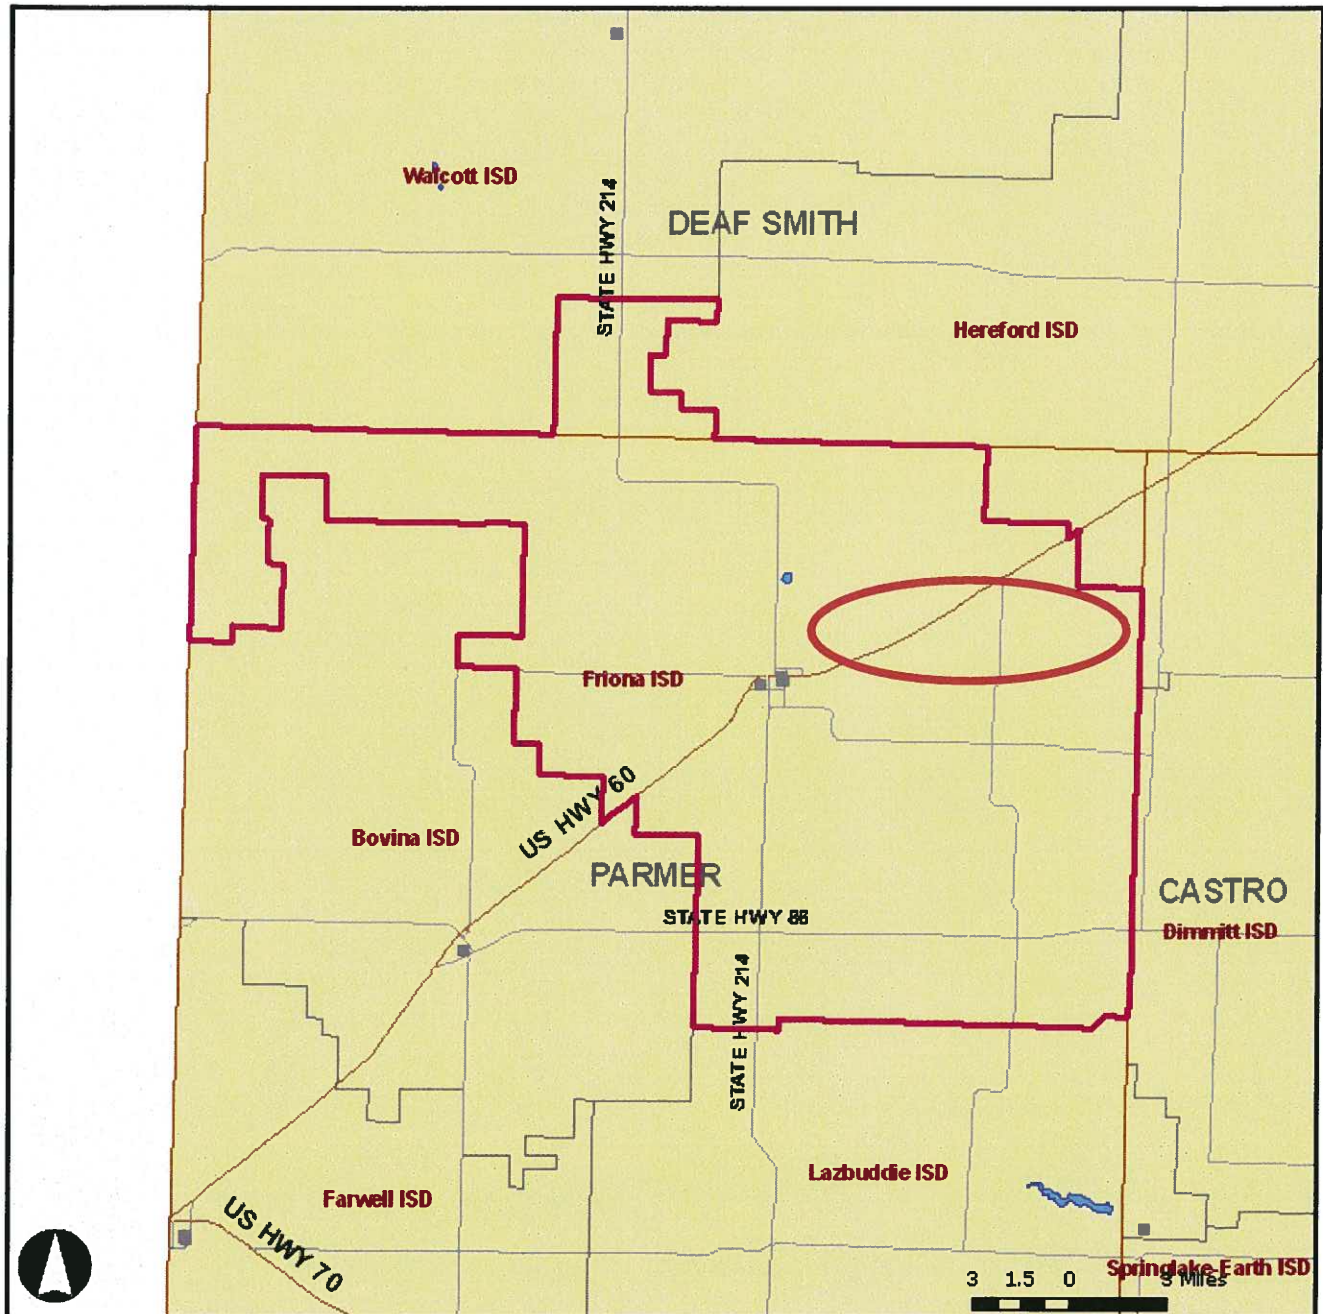 Walcott ISD
STATE HWY 214
DEAF SMITH
Hereford ISD
Friona ISD
US HWY 60
Bovina ISD
PARMER
CASTRO
STATE HWY 86
Dimmitt ISD
STATE HWY 214
Lazbuddie ISD
Farwell ISD
US HWY 70
Springlake-Earth ISD
3 1.5 0 3 Miles